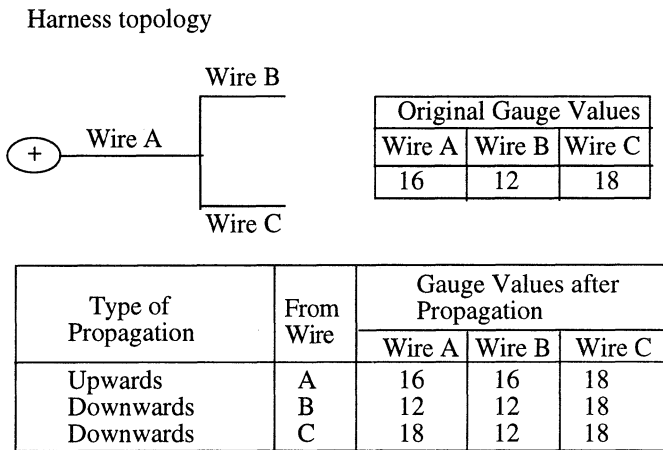 Harness topology
Wire B
Wire A
+
Wire C
Original Gauge Values
Wire A Wire B Wire C
16 12 18
Type of Propagation From Wire Gauge Values after Propagation
Wire A Wire B Wire C
Upwards A 16 16 18
Downwards B 12 12 18
Downwards C 18 12 18